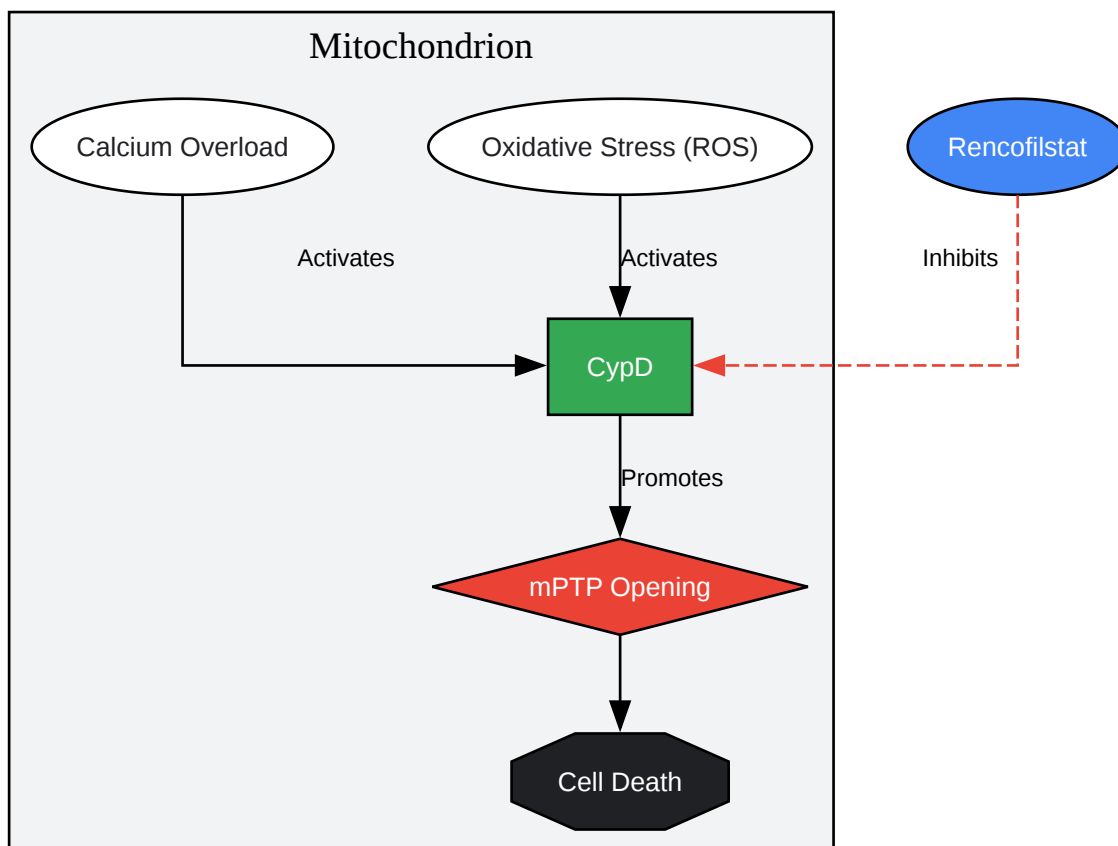 Mitochondrion
Calcium Overload
Oxidative Stress (ROS)
Rencofilstat
Activates
Activates
Inhibits
CypD
Promotes
mPTP Opening
Cell Death